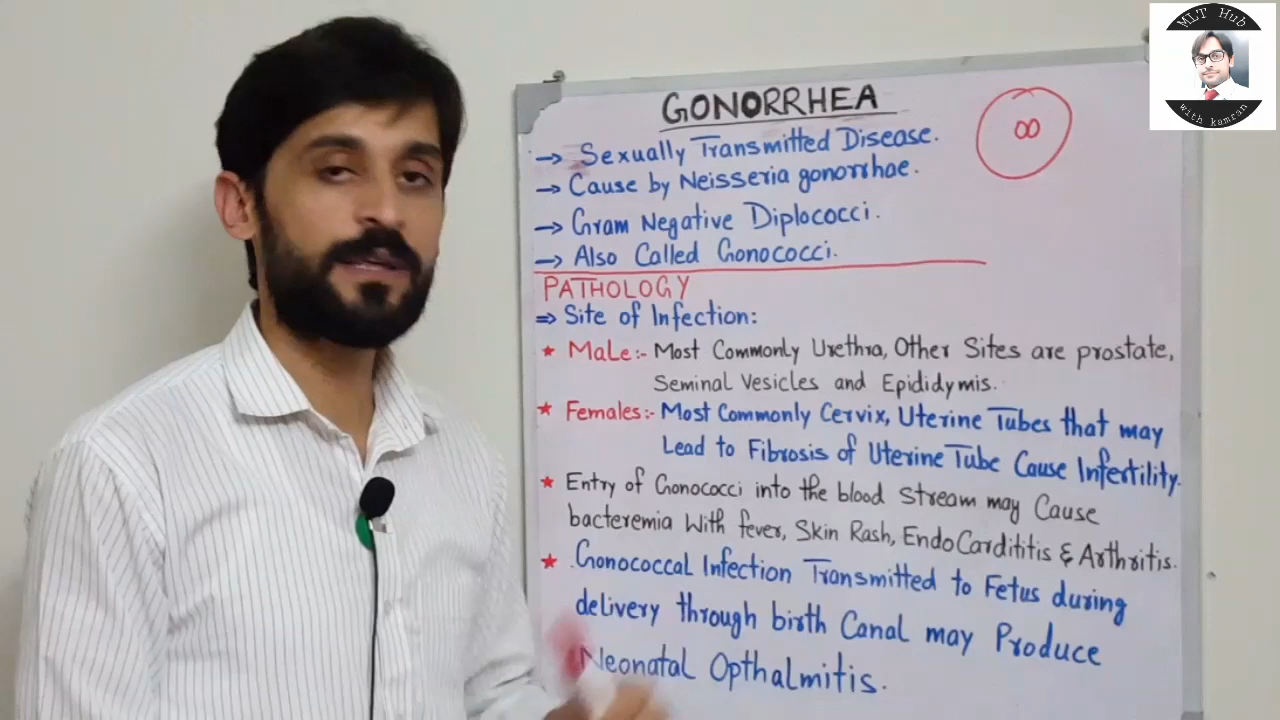 MLT Hub
with kamran
GONORRHEA
→ Sexually Transmitted Disease.
→ Cause by Neisseria gonorrhoae.
→ Gram Negative Diplococci.
→ Also Called Gonococci.
PATHOLOGY
⇒ Site of Infection:
★ Male:- Most Commonly Urethra, Other Sites are prostate,
Seminal Vesicles and Epididymis.
★ Females:- Most Commonly Cervix, Uterine Tubes that may
Lead to Fibrosis of Uterine Tube Cause Infertility.
★ Entry of Gonococci into the blood stream may Cause
bacteremia With fever, Skin Rash, EndoCardititis & Arthritis.
★ Gonococcal Infection Transmitted to Fetus during
delivery through birth Canal may Produce
Neonatal Opthalmitis.